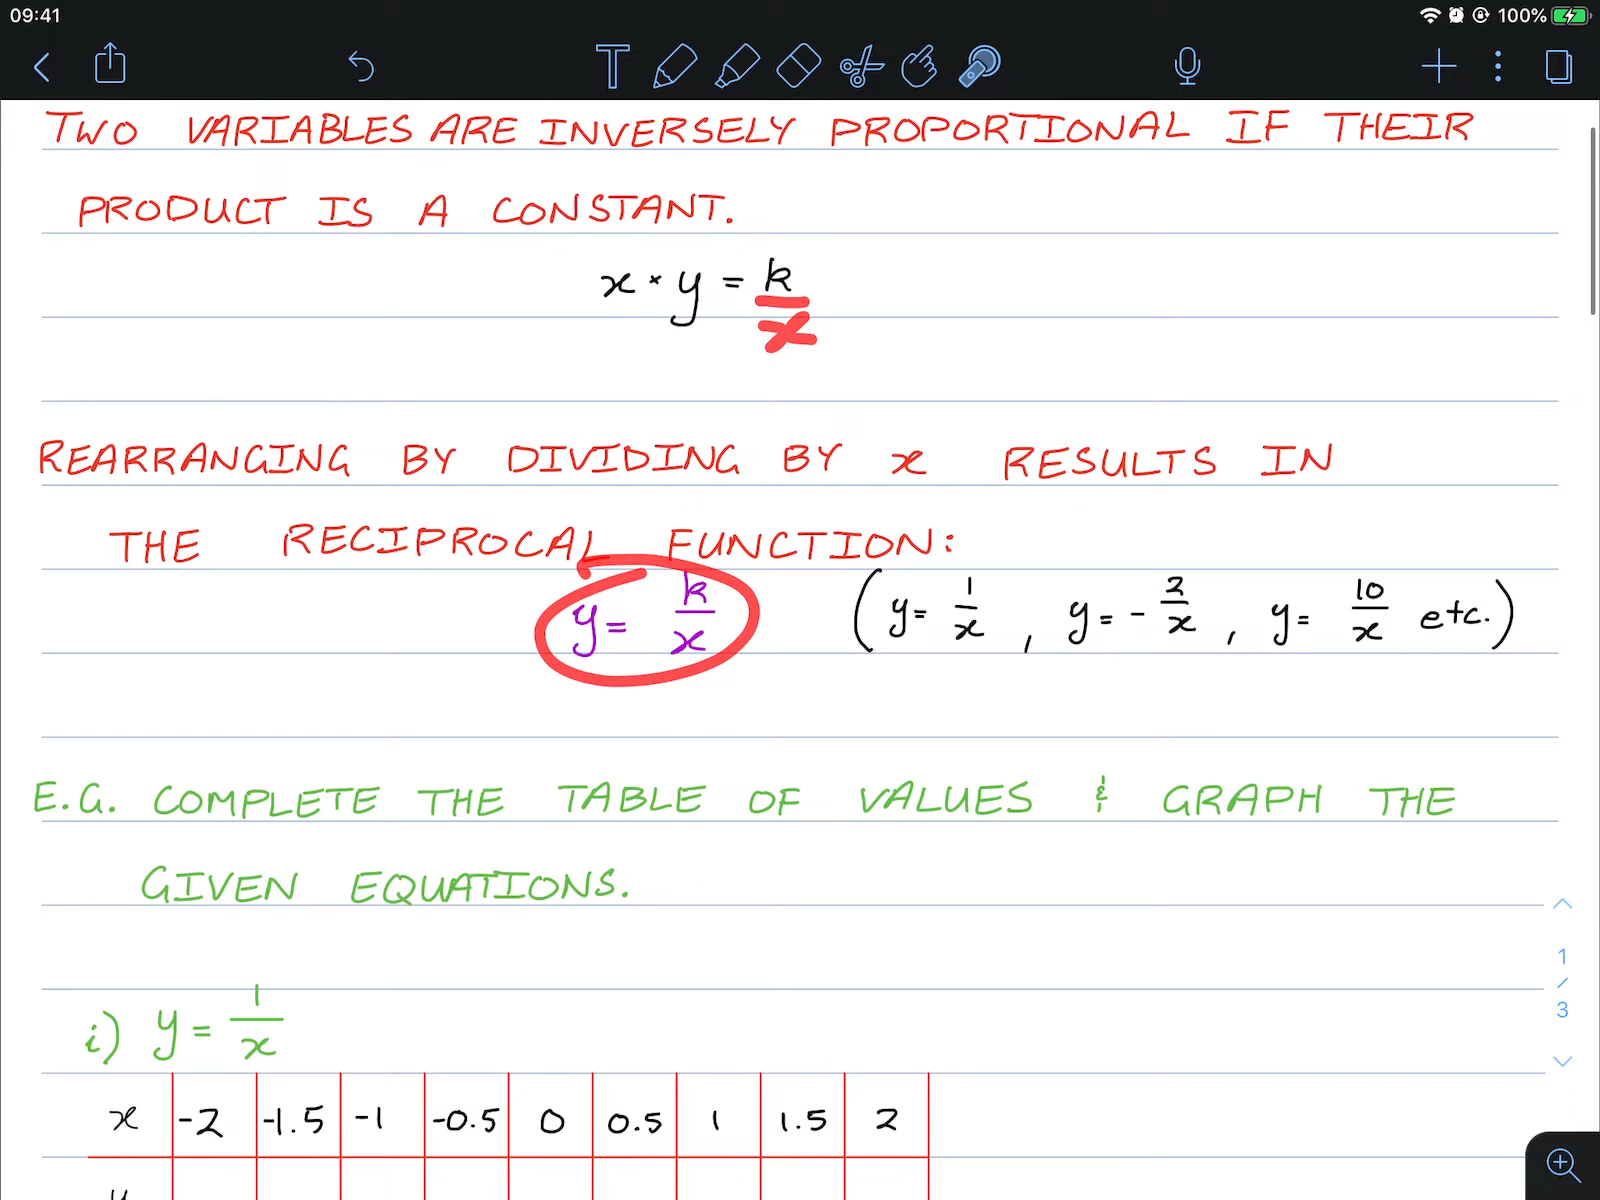 09:41 100%
TWO VARIABLES ARE INVERSELY PROPORTIONAL IF THEIR
PRODUCT IS A CONSTANT.
x × y = k/x
REARRANGING BY DIVIDING BY x RESULTS IN
THE RECIPROCAL FUNCTION:
y = k/x (y = 1/x , y = -2/x , y = 10/x etc.)
E.G. COMPLETE THE TABLE OF VALUES & GRAPH THE
GIVEN EQUATIONS.
1/3
i) y = 1/x
x -2 -1.5 -1 -0.5 0 0.5 1 1.5 2
y